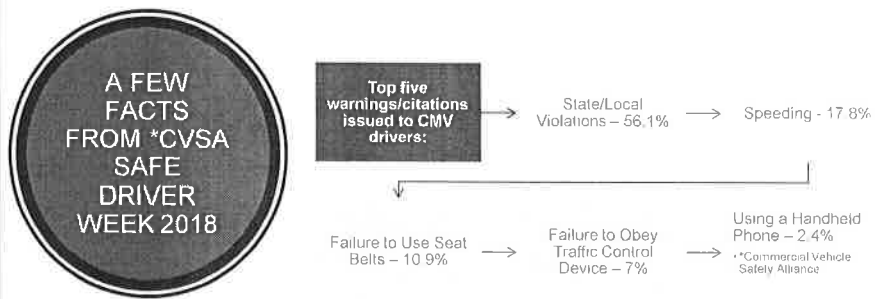 A FEW
FACTS
FROM *CVSA
SAFE
DRIVER
WEEK 2018
Top five
warnings/citations
issued to CMV
drivers:
State/Local
Violations – 56.1%
Speeding - 17.8%
Failure to Use Seat
Belts – 10.9%
Failure to Obey
Traffic Control
Device – 7%
Using a Handheld
Phone – 2.4%
• *Commercial Vehicle
Safety Alliance